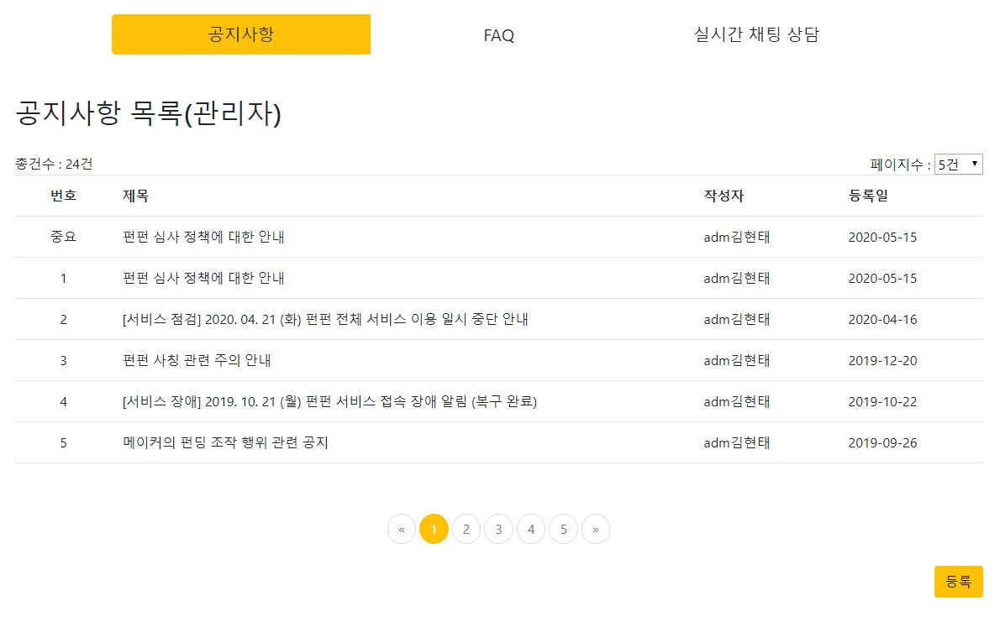 공지사항 FAQ 실시간 채팅 상담
공지사항 목록(관리자)
총건수 : 24건 페이지수 : 5건 ▼
번호 제목 작성자 등록일
중요 펀펀 심사 정책에 대한 안내 adm김현태 2020-05-15
1 펀펀 심사 정책에 대한 안내 adm김현태 2020-05-15
2 [서비스 점검] 2020. 04. 21 (화) 펀펀 전체 서비스 이용 일시 중단 안내 adm김현태 2020-04-16
3 펀펀 사칭 관련 주의 안내 adm김현태 2019-12-20
4 [서비스 장애] 2019. 10. 21 (월) 펀펀 서비스 접속 장애 알림 (복구 완료) adm김현태 2019-10-22
5 메이커의 펀딩 조작 행위 관련 공지 adm김현태 2019-09-26
« 1 2 3 4 5 »
등록